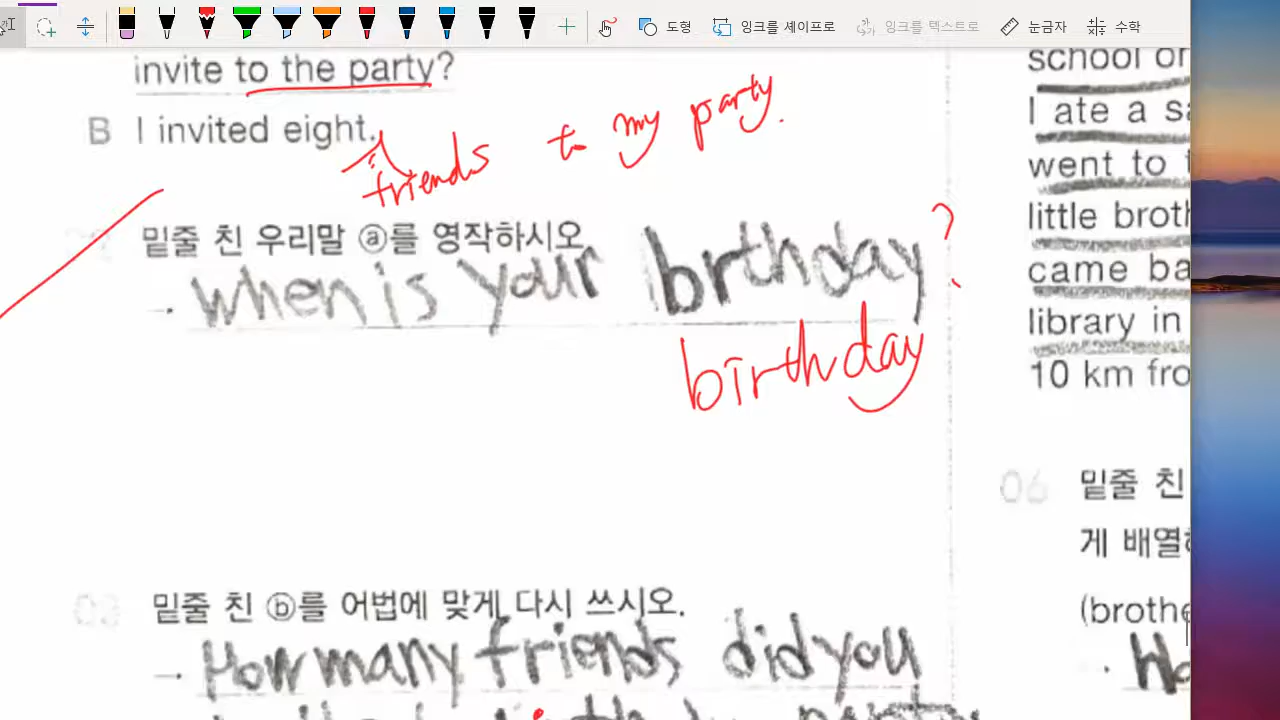 도형 잉크를 셰이프로 잉크를 텍스트로 눈금자 수학
invite to the party?
B I invited eight.
friends to my party.
밑줄 친 우리말 ⓐ를 영작하시오
when is your brthday ?
birthday
03 밑줄 친 ⓑ를 어법에 맞게 다시 쓰시오.
→ How many friends did you
school or
I ate a sa
went to t
little broth
came ba
library in
10 km fro
06 밑줄 친
게 배열하
(brothe